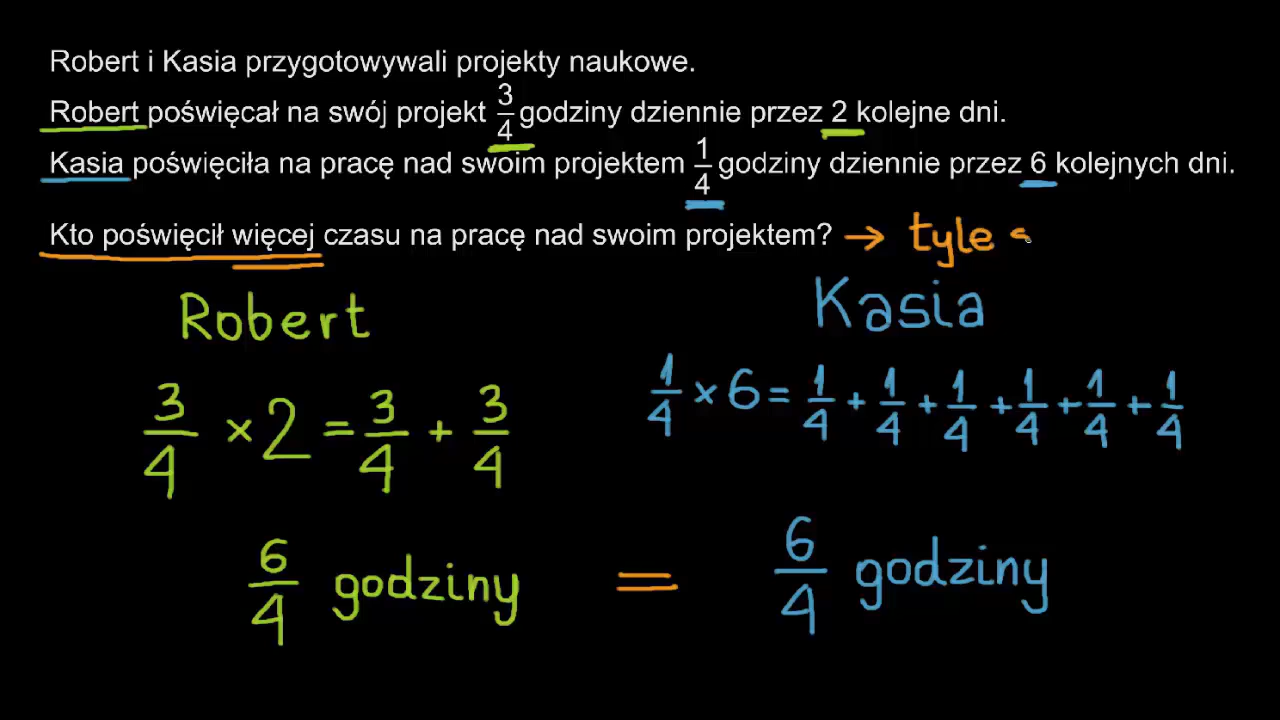 Robert i Kasia przygotowywali projekty naukowe.
Robert poświęcał na swój projekt 3/4 godziny dziennie przez 2 kolejne dni.
Kasia poświęciła na pracę nad swoim projektem 1/4 godziny dziennie przez 6 kolejnych dni.
Kto poświęcił więcej czasu na pracę nad swoim projektem? → tyle
Robert
Kasia
3/4 × 2 = 3/4 + 3/4
1/4 × 6 = 1/4 + 1/4 + 1/4 + 1/4 + 1/4 + 1/4
6/4 godziny = 6/4 godziny